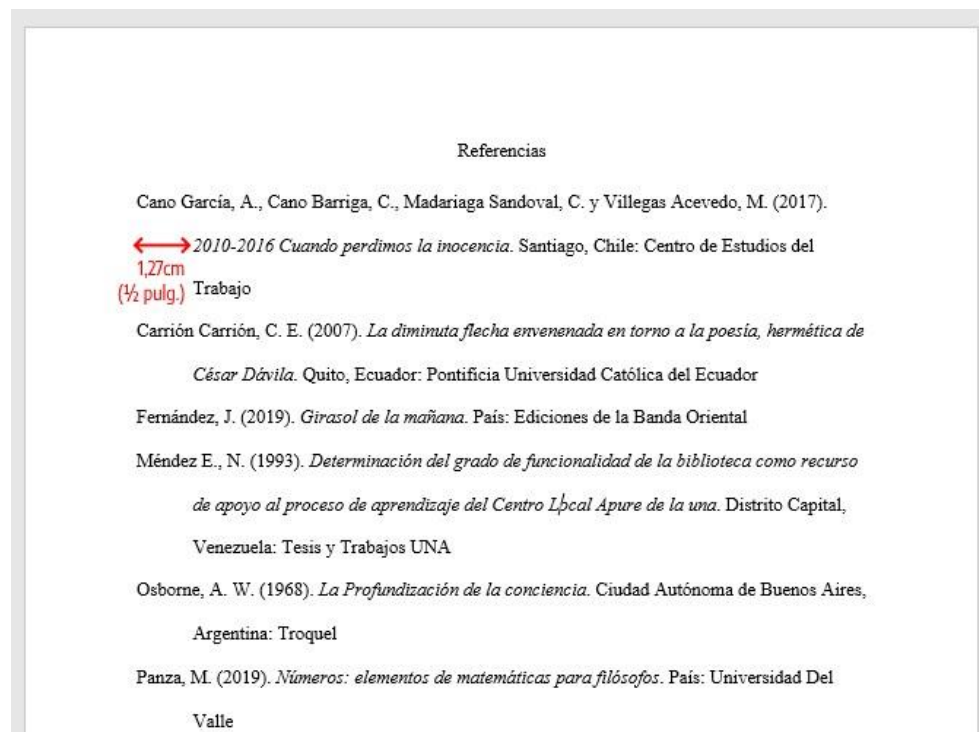 Referencias
Cano García, A., Cano Barriga, C., Madariaga Sandoval, C. y Villegas Acevedo, M. (2017).
2010-2016 Cuando perdimos la inocencia. Santiago, Chile: Centro de Estudios del
1,27cm
(½ pulg.)
Trabajo
Carrión Carrión, C. E. (2007). La diminuta flecha envenenada en torno a la poesía, hermética de
César Dávila. Quito, Ecuador: Pontificia Universidad Católica del Ecuador
Fernández, J. (2019). Girasol de la mañana. País: Ediciones de la Banda Oriental
Méndez E., N. (1993). Determinación del grado de funcionalidad de la biblioteca como recurso
de apoyo al proceso de aprendizaje del Centro Local Apure de la una. Distrito Capital,
Venezuela: Tesis y Trabajos UNA
Osborne, A. W. (1968). La Profundización de la conciencia. Ciudad Autónoma de Buenos Aires,
Argentina: Troquel
Panza, M. (2019). Números: elementos de matemáticas para filósofos. País: Universidad Del
Valle